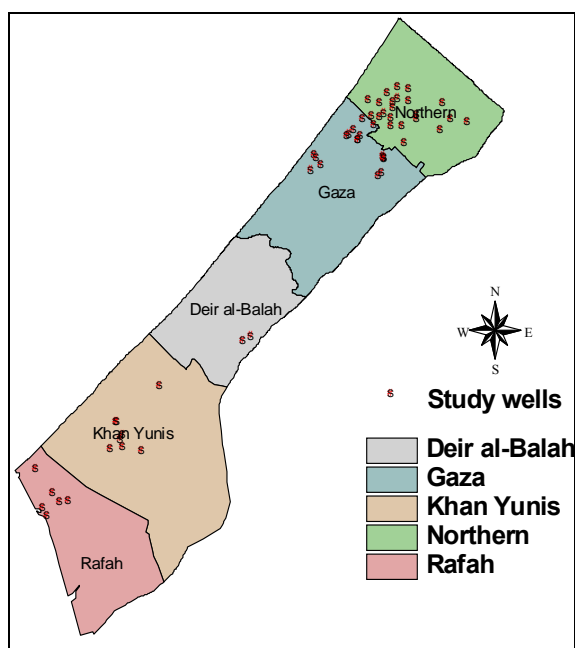 Northern
Gaza
Deir al-Balah
N
W E
S
Study wells
Khan Yunis
Deir al-Balah
Gaza
Khan Yunis
Northern
Rafah
Rafah